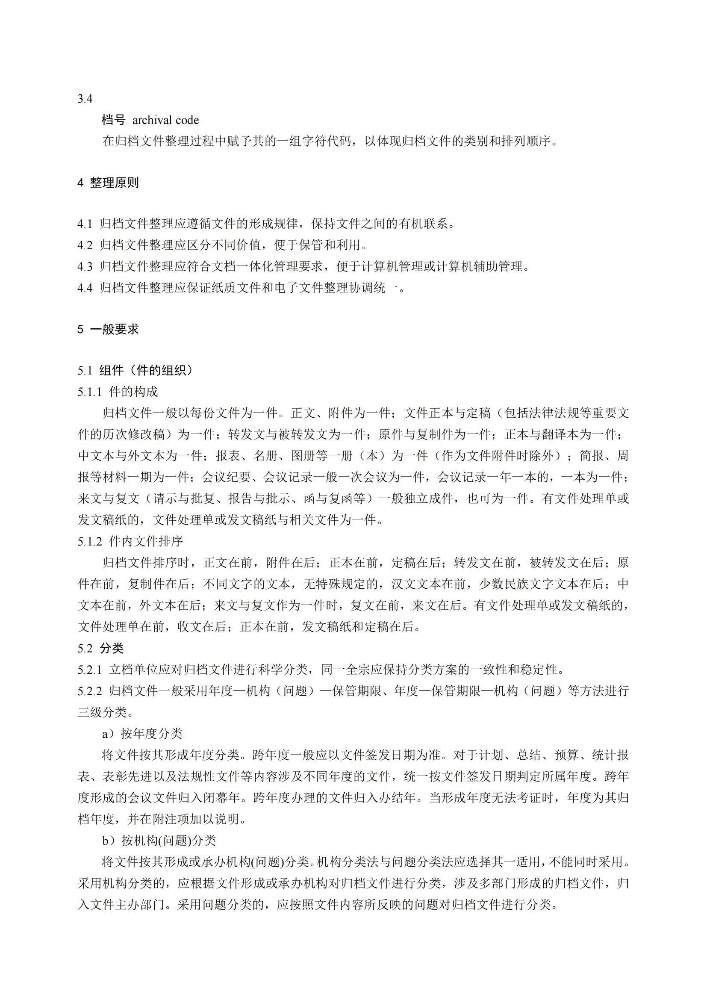 3.4
档号 archival code
在归档文件整理过程中赋予其的一组字符代码，以体现归档文件的类别和排列顺序。
4 整理原则
4.1 归档文件整理应遵循文件的形成规律，保持文件之间的有机联系。
4.2 归档文件整理应区分不同价值，便于保管和利用。
4.3 归档文件整理应符合文档一体化管理要求，便于计算机管理或计算机辅助管理。
4.4 归档文件整理应保证纸质文件和电子文件整理协调统一。
5 一般要求
5.1 组件（件的组织）
5.1.1 件的构成
归档文件一般以每份文件为一件。正文、附件为一件；文件正本与定稿（包括法律法规等重要文
件的历次修改稿）为一件；转发文与被转发文为一件；原件与复制件为一件；正本与翻译本为一件；
中文本与外文本为一件；报表、名册、图册等一册（本）为一件（作为文件附件时除外）；简报、周
报等材料一期为一件；会议纪要、会议记录一般一次会议为一件，会议记录一年一本的，一本为一件；
来文与复文（请示与批复、报告与批示、函与复函等）一般独立成件，也可为一件。有文件处理单或
发文稿纸的，文件处理单或发文稿纸与相关文件为一件。
5.1.2 件内文件排序
归档文件排序时，正文在前，附件在后；正本在前，定稿在后；转发文在前，被转发文在后；原
件在前，复制件在后；不同文字的文本，无特殊规定的，汉文文本在前，少数民族文字文本在后；中
文本在前，外文本在后；来文与复文作为一件时，复文在前，来文在后。有文件处理单或发文稿纸的，
文件处理单在前，收文在后；正本在前，发文稿纸和定稿在后。
5.2 分类
5.2.1 立档单位应对归档文件进行科学分类，同一全宗应保持分类方案的一致性和稳定性。
5.2.2 归档文件一般采用年度—机构（问题）—保管期限、年度—保管期限—机构（问题）等方法进行
三级分类。
a）按年度分类
将文件按其形成年度分类。跨年度一般应以文件签发日期为准。对于计划、总结、预算、统计报
表、表彰先进以及法规性文件等内容涉及不同年度的文件，统一按文件签发日期判定所属年度。跨年
度形成的会议文件归入闭幕年。跨年度办理的文件归入办结年。当形成年度无法考证时，年度为其归
档年度，并在附注项加以说明。
b）按机构(问题)分类
将文件按其形成或承办机构(问题)分类。机构分类法与问题分类法应选择其一适用，不能同时采用。
采用机构分类的，应根据文件形成或承办机构对归档文件进行分类，涉及多部门形成的归档文件，归
入文件主办部门。采用问题分类的，应按照文件内容所反映的问题对归档文件进行分类。